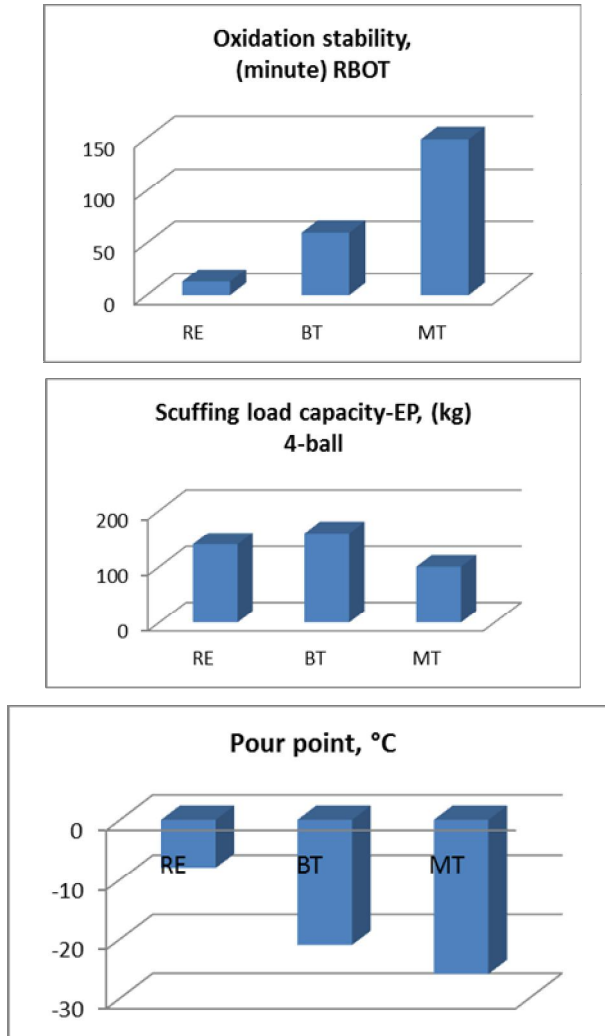 Oxidation stability,
(minute) RBOT
150
100
50
0
RE BT MT
Scuffing load capacity-EP, (kg)
4-ball
200
100
0
RE BT MT
Pour point, °C
0
RE BT MT
-10
-20
-30